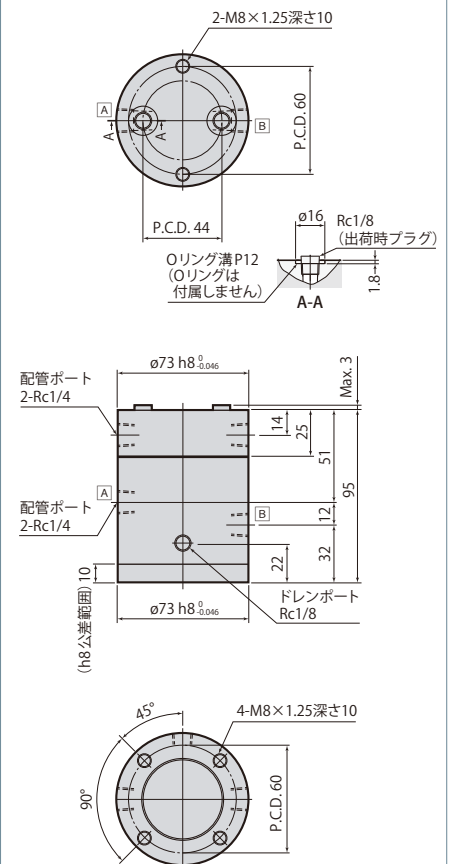 2-M8×1.25深さ10
A
A
A
B
P.C.D. 60
P.C.D. 44
ø16
Rc1/8
(出荷時プラグ)
Oリング溝P12
(Oリングは
付属しません)
1.8
A-A
ø73 h8 0 -0.046
Max. 3
配管ポート
2-Rc1/4
14
25
51
95
A
配管ポート
2-Rc1/4
B
12
32
22
(h8公差範囲) 10
ø73 h8 0 -0.046
ドレンポート
Rc1/8
45°
4-M8×1.25深さ10
90°
P.C.D. 60